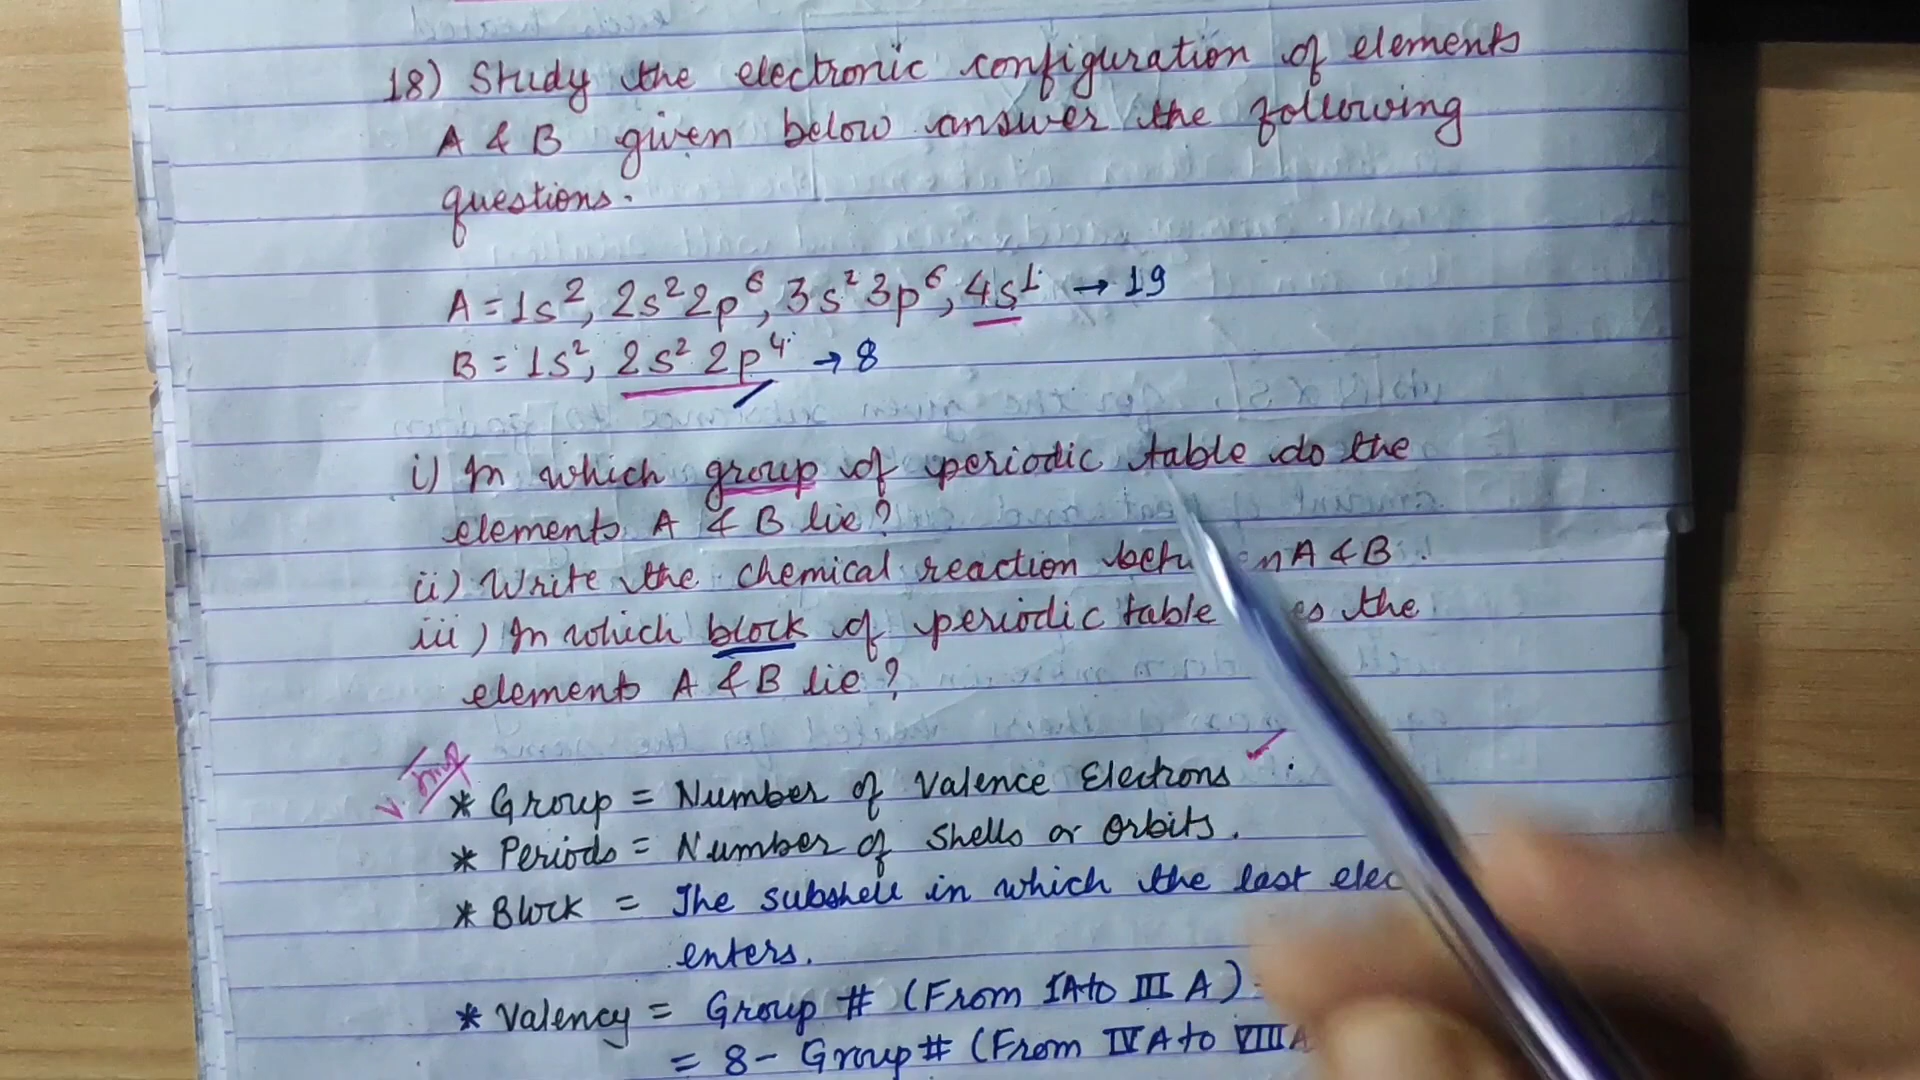 18) Study the electronic configuration of elements
A & B given below answer the following
questions.
A = 1s², 2s² 2p⁶, 3s² 3p⁶, 4s¹ → 19
B = 1s², 2s² 2p⁴ → 8
i) In which group of periodic table do the
elements A & B lie?
ii) Write the chemical reaction A & B.
iii) In which block of periodic table the
elements A & B lie?
V. Imp
* Group = Number of Valence Electrons ✓
* Periods = Number of Shells or Orbits.
* Block = The subshell in which the last elec
enters.
* Valency = Group # (From IA to III A)
= 8 - Group # (From IV A to VIII A